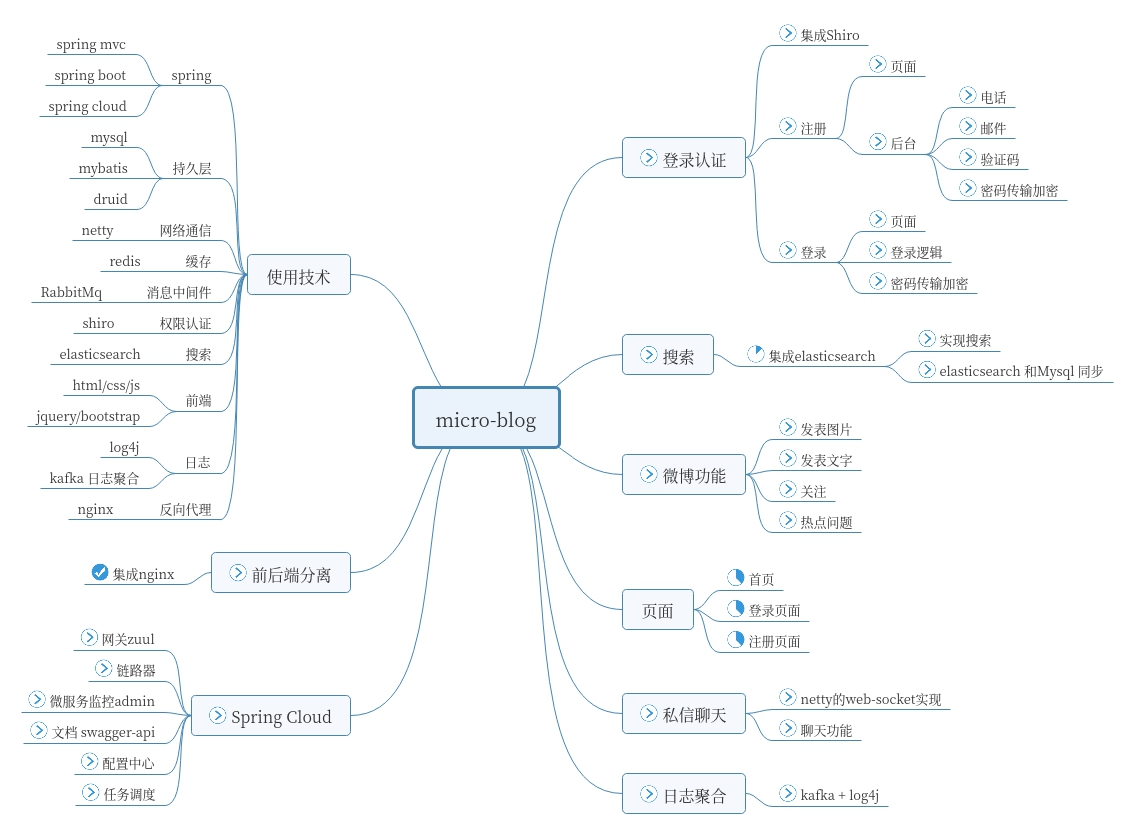 micro-blog
使用技术
spring
spring mvc
spring boot
spring cloud
持久层
mysql
mybatis
druid
网络通信
netty
缓存
redis
消息中间件
RabbitMq
权限认证
shiro
搜索
elasticsearch
前端
html/css/js
jquery/bootstrap
日志
log4j
kafka 日志聚合
反向代理
nginx
前后端分离
集成nginx
Spring Cloud
网关zuul
链路器
微服务监控admin
文档 swagger-api
配置中心
任务调度
登录认证
集成Shiro
注册
页面
后台
电话
邮件
验证码
密码传输加密
登录
页面
登录逻辑
密码传输加密
搜索
集成elasticsearch
实现搜索
elasticsearch 和Mysql 同步
微博功能
发表图片
发表文字
关注
热点问题
页面
首页
登录页面
注册页面
私信聊天
netty的web-socket实现
聊天功能
日志聚合
kafka + log4j